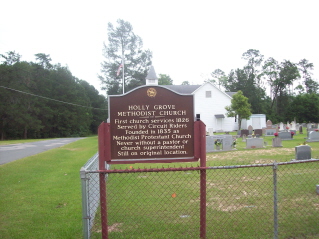 HOLLY GROVE
METHODIST CHURCH
First church services 1826
Served by Circuit Riders
Founded in 1835 as
Methodist Protestant Church
Never without a pastor or
church superintendent
Still on original location